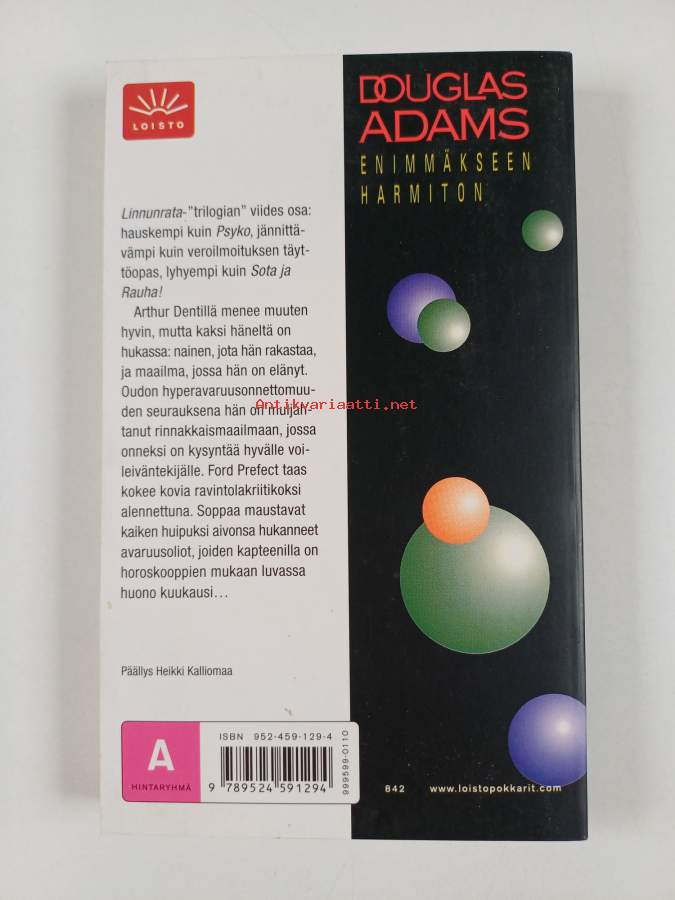 LOISTO
DOUGLAS
ADAMS
ENIMMÄKSEEN
HARMITON
Linnunrata-"trilogian" viides osa:
hauskempi kuin Psyko, jännittä-
vämpi kuin veroilmoituksen täyt-
töopas, lyhyempi kuin Sota ja
Rauha!
Arthur Dentillä menee muuten
hyvin, mutta kaksi häneltä on
hukassa: nainen, jota hän rakastaa,
ja maailma, jossa hän on elänyt.
Oudon hyperavaruusonnettomuu-
den seurauksena hän on muljah-
tanut rinnakkaismaailmaan, jossa
onneksi on kysyntää hyvälle voi-
leiväntekijälle. Ford Prefect taas
kokee kovia ravintolakriitikoksi
alennettuna. Soppaa maustavat
kaiken huipuksi aivonsa hukanneet
avaruusoliot, joiden kapteenilla on
horoskooppien mukaan luvassa
huono kuukausi...
Antikvariaatti.net
Päällys Heikki Kalliomaa
A
HINTARYHMÄ
ISBN 952-459-129-4
9 789524 591294
999599-0110
842 www.loistopokkarit.com